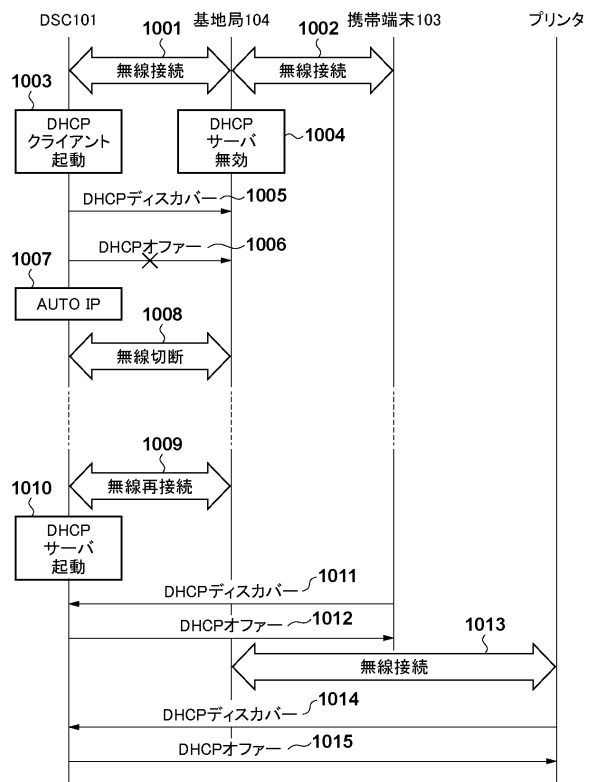 DSC101 基地局104 携帯端末103 プリンタ
1001 1002
無線接続 無線接続
1003
DHCP
クライアント
起動
DHCP
サーバ
無効
1004
DHCPディスカバー 1005
DHCPオファー 1006
1007
AUTO IP
1008
無線切断
1009
無線再接続
1010
DHCP
サーバ
起動
DHCPディスカバー 1011
DHCPオファー 1012
1013
無線接続
DHCPディスカバー 1014
DHCPオファー 1015